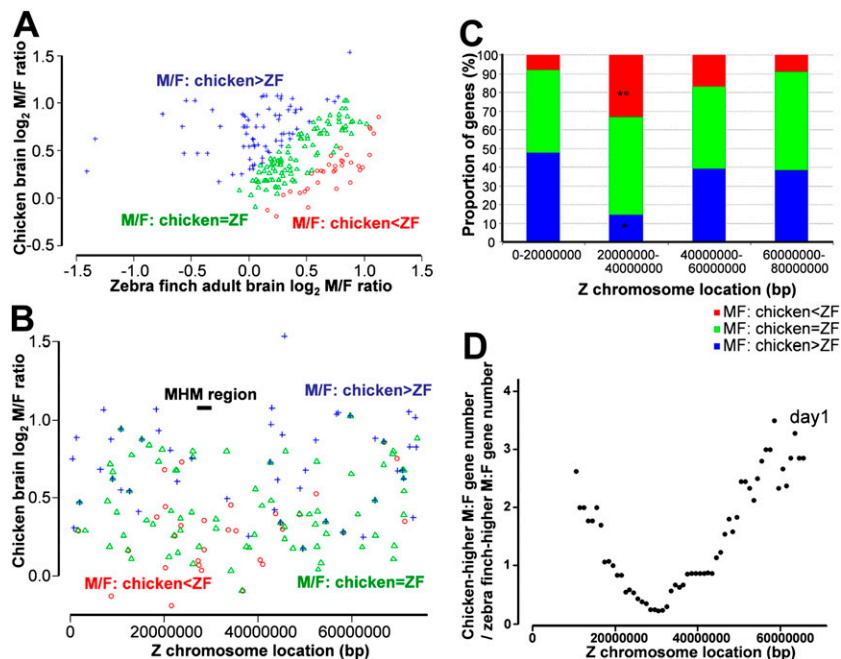 A
Chicken brain log2 M/F ratio
1.5
1.0
0.5
0.0
-0.5
M/F: chicken>ZF
M/F: chicken=ZF
M/F: chicken<ZF
-1.5 -1.0 -0.5 0.0 0.5 1.0 1.5
Zebra finch adult brain log2 M/F ratio
B
Chicken brain log2 M/F ratio
1.5
1.0
0.5
0.0
MHM region
M/F: chicken>ZF
M/F: chicken<ZF
M/F: chicken=ZF
0 20000000 40000000 60000000
Z chromosome location (bp)
C
Proportion of genes (%)
100
90
80
70
60
50
40
30
20
10
0
**
*
0-20000000
20000000-
40000000
40000000-
60000000
60000000-
80000000
Z chromosome location (bp)
MF: chicken<ZF
MF: chicken=ZF
MF: chicken>ZF
D
Chicken-higher M:F gene number
/ zebra finch-higher M:F gene number
4
3
2
1
0
day1
0 20000000 40000000 60000000
Z chromosome location (bp)